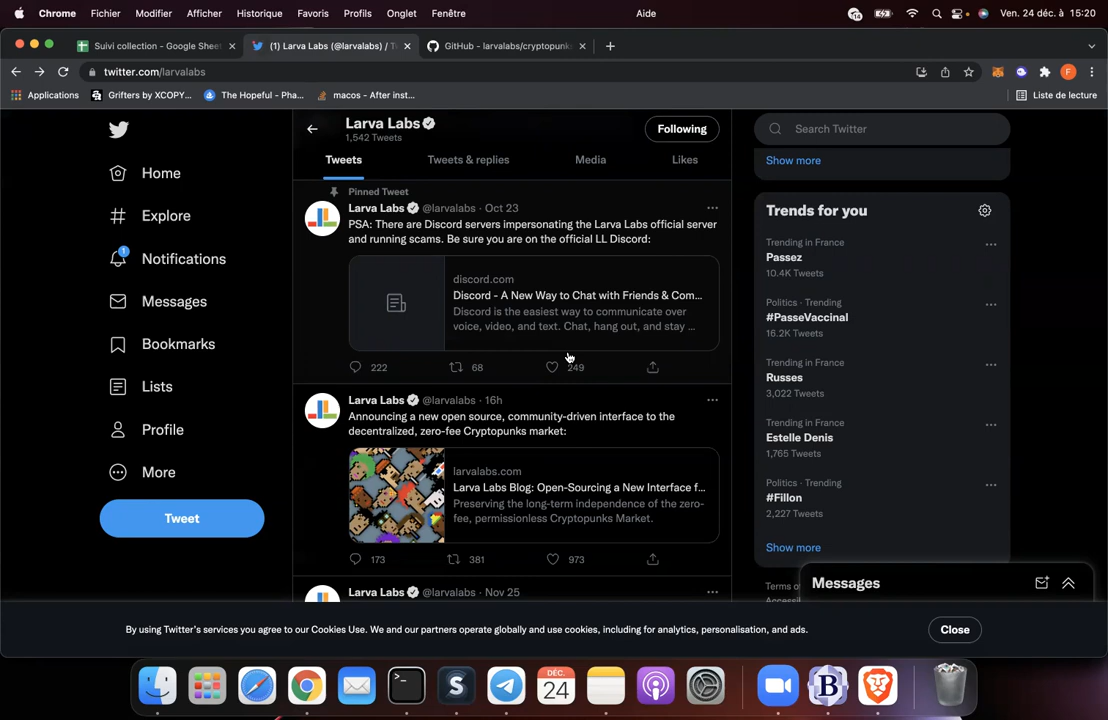 Chrome Fichier Modifier Afficher Historique Favoris Profils Onglet Fenêtre Aide 14 Ven. 24 déc. à 15:20
Suivi collection - Google Shee
(1) Larva Labs (@larvalabs) / T
GitHub - larvalabs/cryptopunk
twitter.com/larvalabs
F
Applications
Grifters by XCOPY...
The Hopeful - Pha...
macos - After inst...
Liste de lecture
Home
Explore
1
Notifications
Messages
Bookmarks
Lists
Profile
More
Tweet
Larva Labs
1,542 Tweets
Following
Tweets
Tweets & replies
Media
Likes
Pinned Tweet
Larva Labs @larvalabs · Oct 23
PSA: There are Discord servers impersonating the Larva Labs official server
and running scams. Be sure you are on the official LL Discord:
discord.com
Discord - A New Way to Chat with Friends & Com...
Discord is the easiest way to communicate over
voice, video, and text. Chat, hang out, and stay ...
222
68
249
Larva Labs @larvalabs · 16h
Announcing a new open source, community-driven interface to the
decentralized, zero-fee Cryptopunks market:
larvalabs.com
Larva Labs Blog: Open-Sourcing a New Interface f...
Preserving the long-term independence of the zero-
fee, permissionless Cryptopunks Market.
173
381
973
Larva Labs @larvalabs · Nov 25
Search Twitter
Show more
Trends for you
Trending in France
Passez
10.4K Tweets
Politics · Trending
#PasseVaccinal
16.2K Tweets
Trending in France
Russes
3,022 Tweets
Trending in France
Estelle Denis
1,765 Tweets
Politics · Trending
#Fillon
2,227 Tweets
Show more
Terms o
Messages
By using Twitter's services you agree to our Cookies Use. We and our partners operate globally and use cookies, including for analytics, personalisation, and ads.
Close
DÉC.
24
S
B